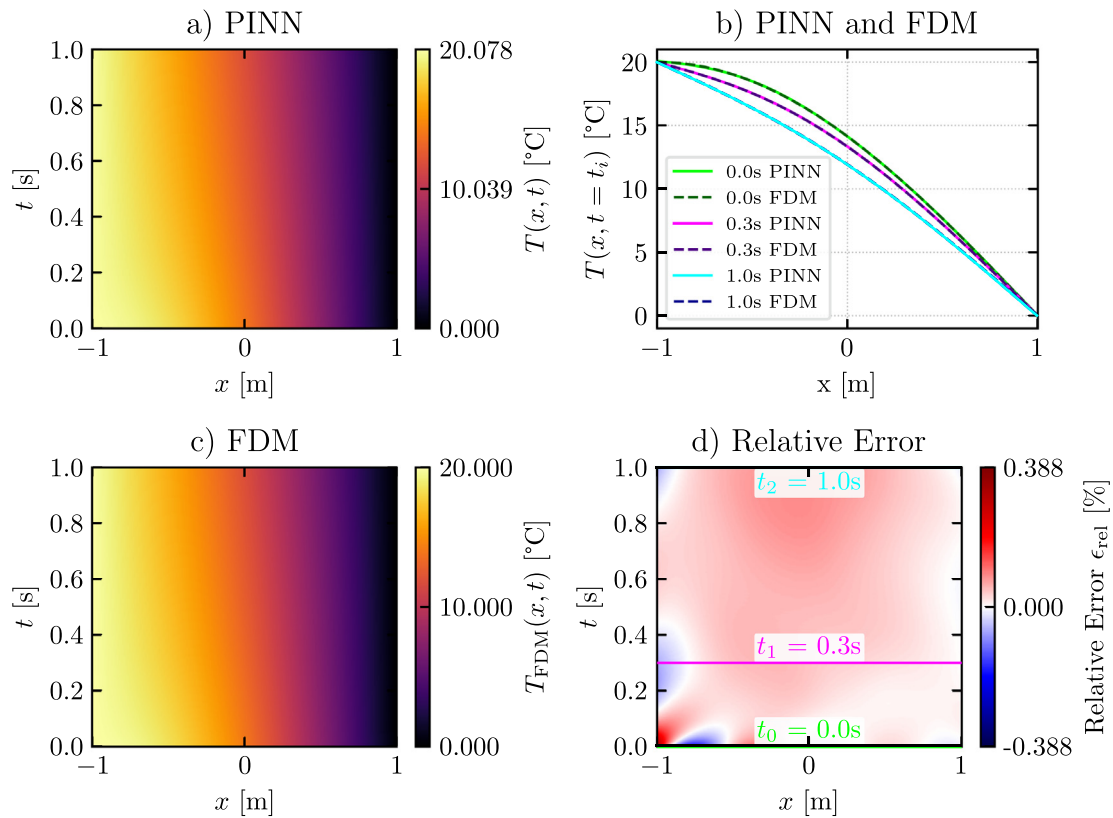 a) PINN
1.0
0.8
0.6
0.4
0.2
0.0
t [s]
−1
0
1
x [m]
20.078
10.039
0.000
T(x, t) [°C]
b) PINN and FDM
20
15
10
5
0
T(x, t = t_i) [°C]
0.0s PINN
0.0s FDM
0.3s PINN
0.3s FDM
1.0s PINN
1.0s FDM
−1
0
1
x [m]
c) FDM
1.0
0.8
0.6
0.4
0.2
0.0
t [s]
−1
0
1
x [m]
20.000
10.000
0.000
T_FDM(x, t) [°C]
d) Relative Error
1.0
0.8
0.6
0.4
0.2
0.0
t [s]
t_2 = 1.0s
t_1 = 0.3s
t_0 = 0.0s
−1
0
1
x [m]
0.388
0.000
-0.388
Relative Error ϵ_rel [%]